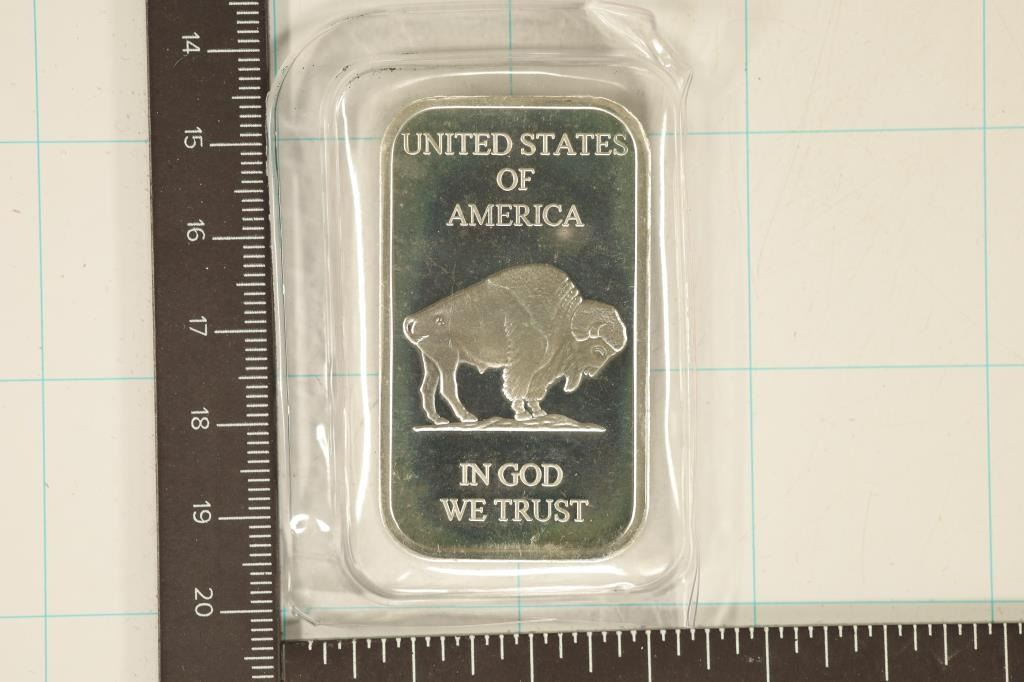 UNITED STATES
OF
AMERICA
IN GOD
WE TRUST
14
15
16
17
18
19
20